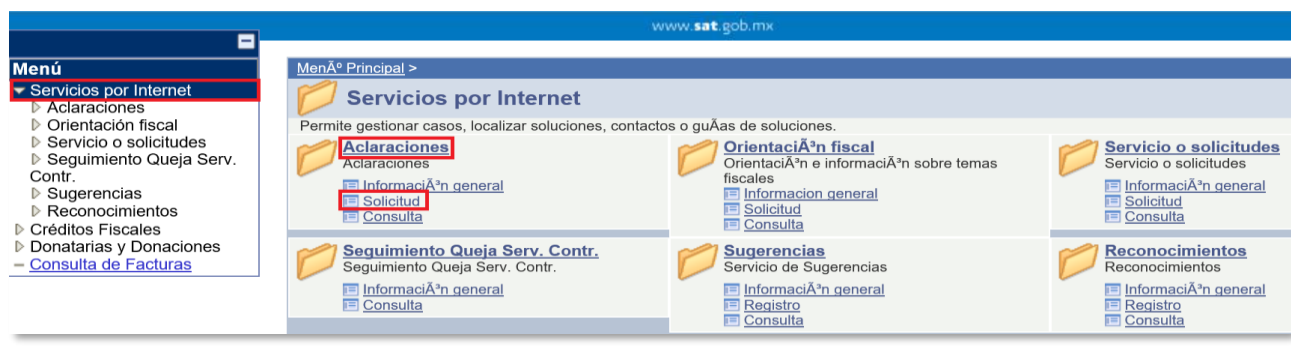 www.sat.gob.mx
Menú
Servicios por Internet
Aclaraciones
Orientación fiscal
Servicio o solicitudes
Seguimiento Queja Serv.
Contr.
Sugerencias
Reconocimientos
Créditos Fiscales
Donatarias y Donaciones
Consulta de Facturas
MenÃº Principal >
Servicios por Internet
Permite gestionar casos, localizar soluciones, contactos o guÃas de soluciones.
Aclaraciones
Aclaraciones
InformaciÃ³n general
Solicitud
Consulta
OrientaciÃ³n fiscal
OrientaciÃ³n e informaciÃ³n sobre temas
fiscales
Informacion general
Solicitud
Consulta
Servicio o solicitudes
Servicio o solicitudes
InformaciÃ³n general
Solicitud
Consulta
Seguimiento Queja Serv. Contr.
Seguimiento Queja Serv. Contr.
InformaciÃ³n general
Consulta
Sugerencias
Servicio de Sugerencias
InformaciÃ³n general
Registro
Consulta
Reconocimientos
Reconocimientos
InformaciÃ³n general
Registro
Consulta